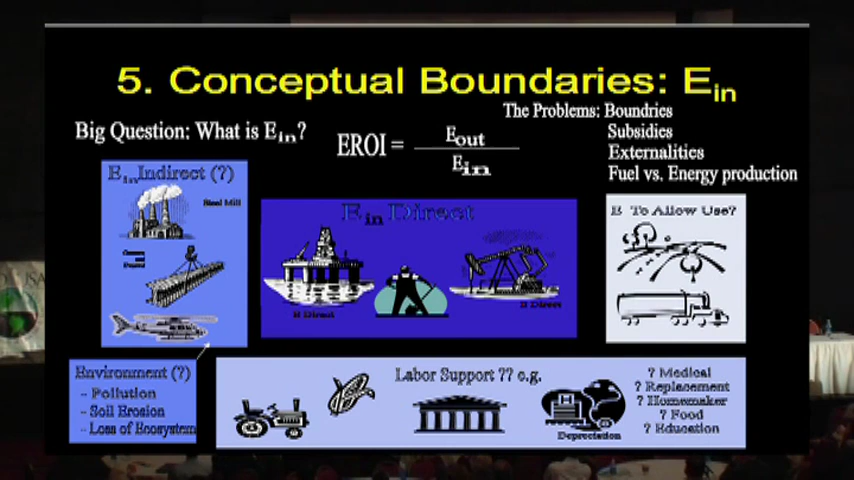 5. Conceptual Boundaries: Ein
The Problems: Boundries
Subsidies
Externalities
Fuel vs. Energy production
Big Question: What is Ein?
EROI = Eout
Ein
Ein Indirect (?)
Steel Mill
Ein Direct
E Direct
E Direct
E To Allow Use?
Environment (?)
- Pollution
- Soil Erosion
- Loss of Ecosystem
Labor Support ?? e.g.
Depreciation
? Medical
? Replacement
? Homemaker
? Food
? Education